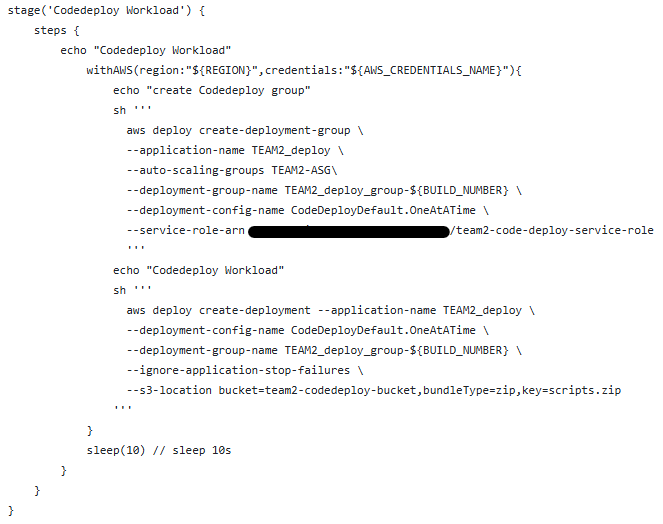 stage('Codedeploy Workload') {
    steps {
        echo "Codedeploy Workload"
            withAWS(region:"${REGION}",credentials:"${AWS_CREDENTIALS_NAME}"){
                echo "create Codedeploy group"
                sh '''
                  aws deploy create-deployment-group \
                  --application-name TEAM2_deploy \
                  --auto-scaling-groups TEAM2-ASG\
                  --deployment-group-name TEAM2_deploy_group-${BUILD_NUMBER} \
                  --deployment-config-name CodeDeployDefault.OneAtATime \
                  --service-role-arn /team2-code-deploy-service-role
                  '''
                echo "Codedeploy Workload"
                sh '''
                  aws deploy create-deployment --application-name TEAM2_deploy \
                  --deployment-config-name CodeDeployDefault.OneAtATime \
                  --deployment-group-name TEAM2_deploy_group-${BUILD_NUMBER} \
                  --ignore-application-stop-failures \
                  --s3-location bucket=team2-codedeploy-bucket,bundleType=zip,key=scripts.zip
                '''
            }
            sleep(10) // sleep 10s
        }
    }
}